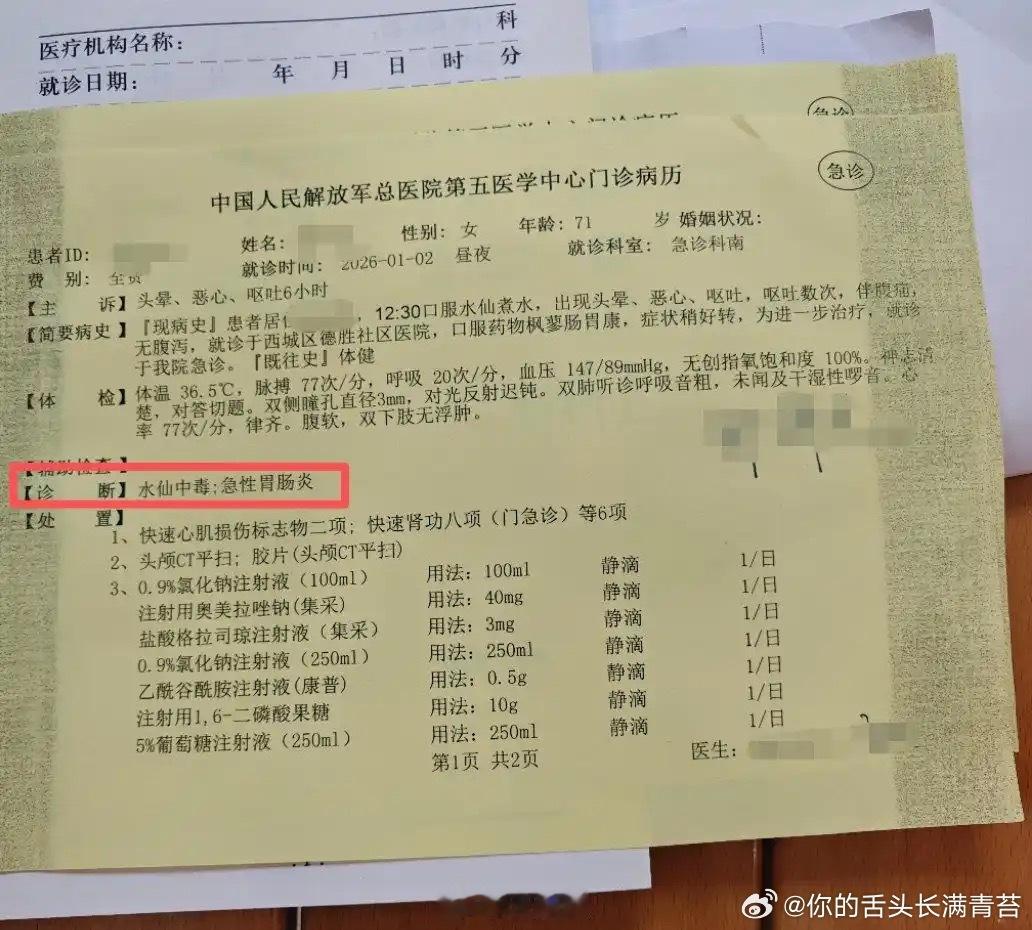 科
医疗机构名称:
就诊日期: 年 月 日 时 分
急诊
中国人民解放军总医院第五医学中心门诊病历
急诊
患者ID: 姓名: 性别: 女 年龄: 71 岁 婚姻状况:
费 别: 全费 就诊时间: 2026-01-02 昼夜 就诊科室: 急诊科南
【主 诉】头晕、恶心、呕吐6小时
【简要病史】『现病史』患者居住 , 12:30口服水仙煮水, 出现头晕、恶心、呕吐, 呕吐数次, 伴腹痛,
无腹泻, 就诊于西城区德胜社区医院, 口服药物枫蓼肠胃康, 症状稍好转, 为进一步治疗, 就诊
于我院急诊。『既往史』体健
【体 检】体温 36.5℃, 脉搏 77次/分, 呼吸 20次/分, 血压 147/89mmHg, 无创指氧饱和度 100%。神志清
楚, 对答切题。双侧瞳孔直径3mm, 对光反射迟钝。双肺听诊呼吸音粗, 未闻及干湿性啰音、心
率 77次/分, 律齐。腹软, 双下肢无浮肿。
【辅助检查】
【诊 断】水仙中毒;急性胃肠炎
【处 置】
1、快速心肌损伤标志物二项; 快速肾功八项（门急诊）等6项
2、头颅CT平扫; 胶片(头颅CT平扫)
3、0.9%氯化钠注射液（100ml） 用法: 100ml 静滴 1/日
注射用奥美拉唑钠(集采) 用法: 40mg 静滴 1/日
盐酸格拉司琼注射液（集采） 用法: 3mg 静滴 1/日
0.9%氯化钠注射液（250ml） 用法: 250ml 静滴 1/日
乙酰谷酰胺注射液(康普) 用法: 0.5g 静滴 1/日
注射用1,6-二磷酸果糖 用法: 10g 静滴 1/日
5%葡萄糖注射液（250ml） 用法: 250ml 静滴 1/日
第1页 共2页
医生:
@你的舌头长满青苔